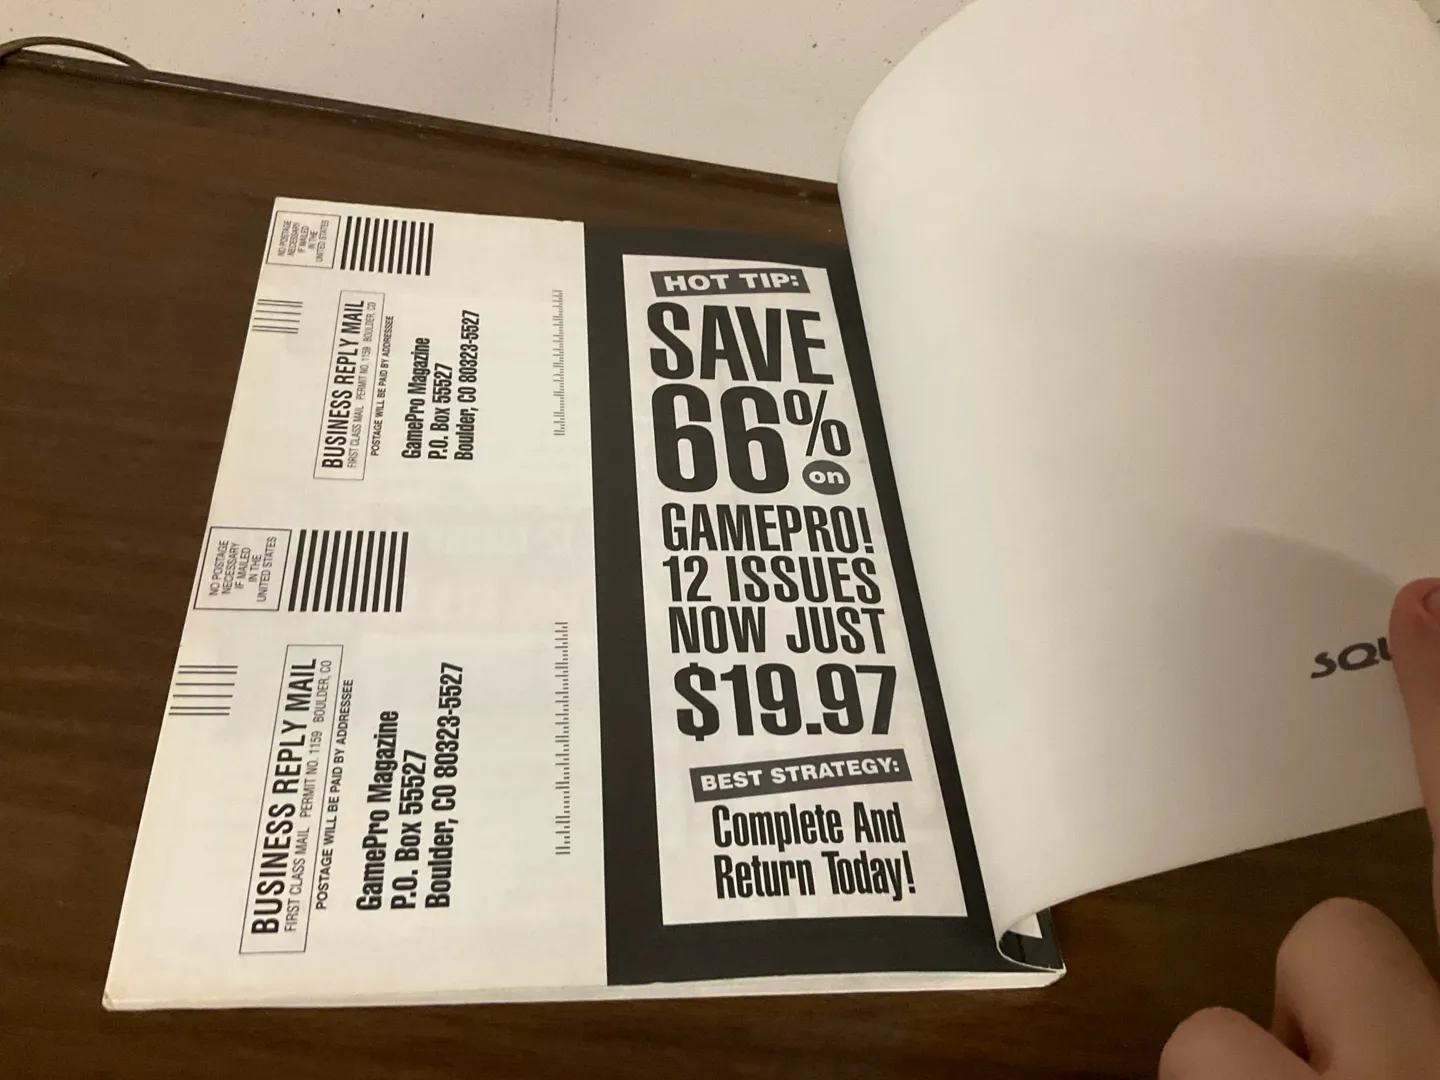 NO POSTAGE
NECESSARY
IF MAILED
IN THE
UNITED STATES
BUSINESS REPLY MAIL
FIRST CLASS MAIL PERMIT NO. 1159 BOULDER, CO
POSTAGE WILL BE PAID BY ADDRESSEE
GamePro Magazine
P.O. Box 55527
Boulder, CO 80323-5527
NO POSTAGE
NECESSARY
IF MAILED
IN THE
UNITED STATES
BUSINESS REPLY MAIL
FIRST CLASS MAIL PERMIT NO. 1159 BOULDER, CO
POSTAGE WILL BE PAID BY ADDRESSEE
GamePro Magazine
P.O. Box 55527
Boulder, CO 80323-5527
HOT TIP:
SAVE
66%
on
GAMEPRO!
12 ISSUES
NOW JUST
$19.97
BEST STRATEGY:
Complete And
Return Today!